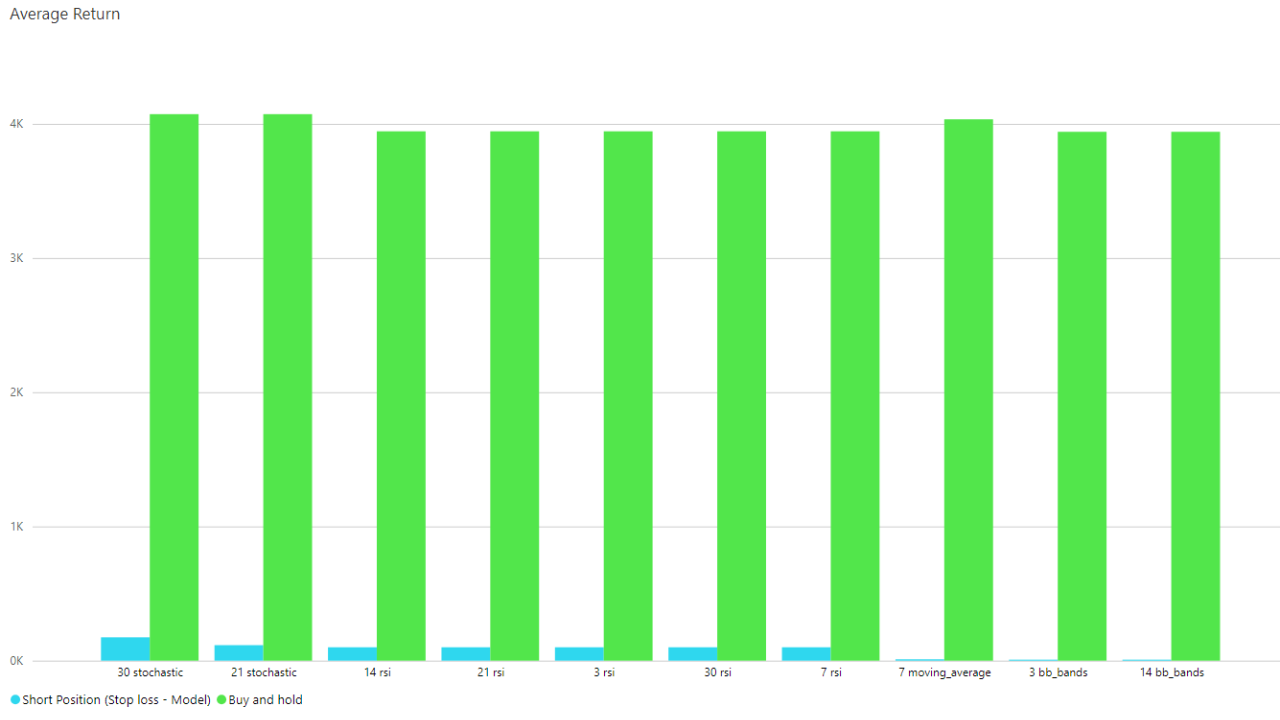 Average Return
4K
3K
2K
1K
0K
30 stochastic 21 stochastic 14 rsi 21 rsi 3 rsi 30 rsi 7 rsi 7 moving_average 3 bb_bands 14 bb_bands
Short Position (Stop loss - Model) Buy and hold